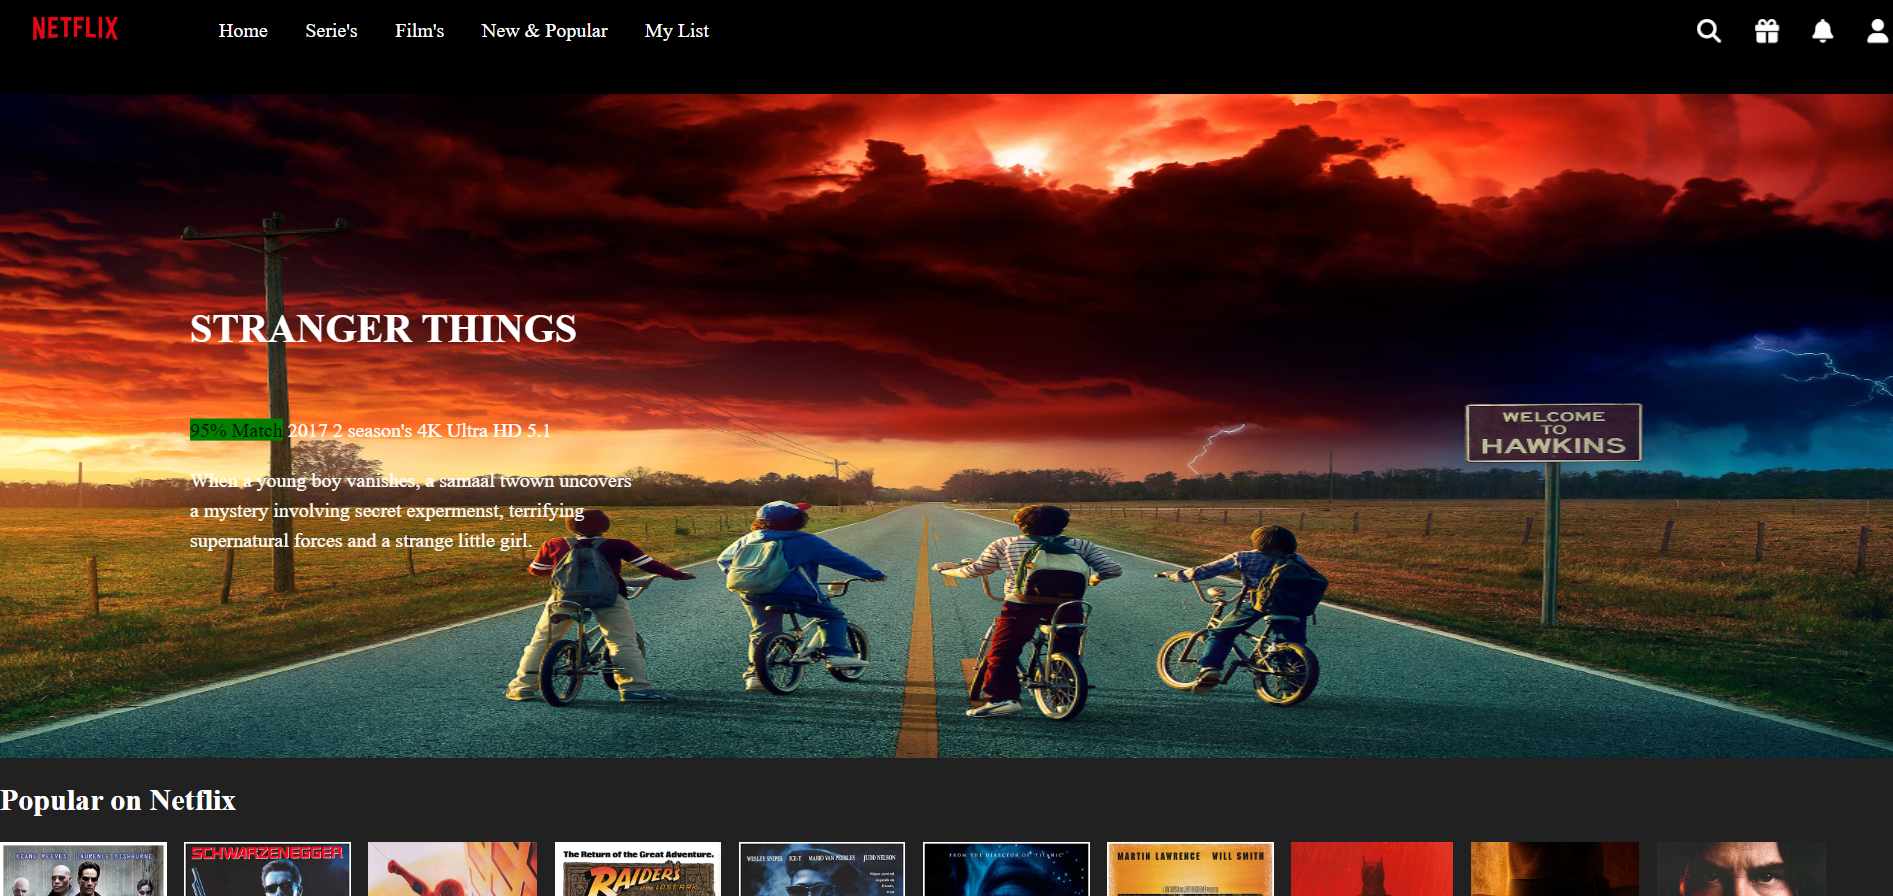 NETFLIX Home Serie's Film's New & Popular My List
STRANGER THINGS
WELCOME
TO
HAWKINS
95% Match 2017 2 season's 4K Ultra HD 5.1
When a young boy vanishes, a samaal twown uncovers
a mystery involving secret expermenst, terrifying
supernatural forces and a strange little girl.
Popular on Netflix
KEANU REEVES LAURENCE FISHBURNE
SCHWARZENEGGER
The Return of the Great Adventure.
RAIDERS
of the LOST ARK
WESLEY SNIPES ICE-T MARIO VAN PEEBLES JUDD NELSON
FROM THE DIRECTOR OF "TITANIC"
MARTIN LAWRENCE WILL SMITH